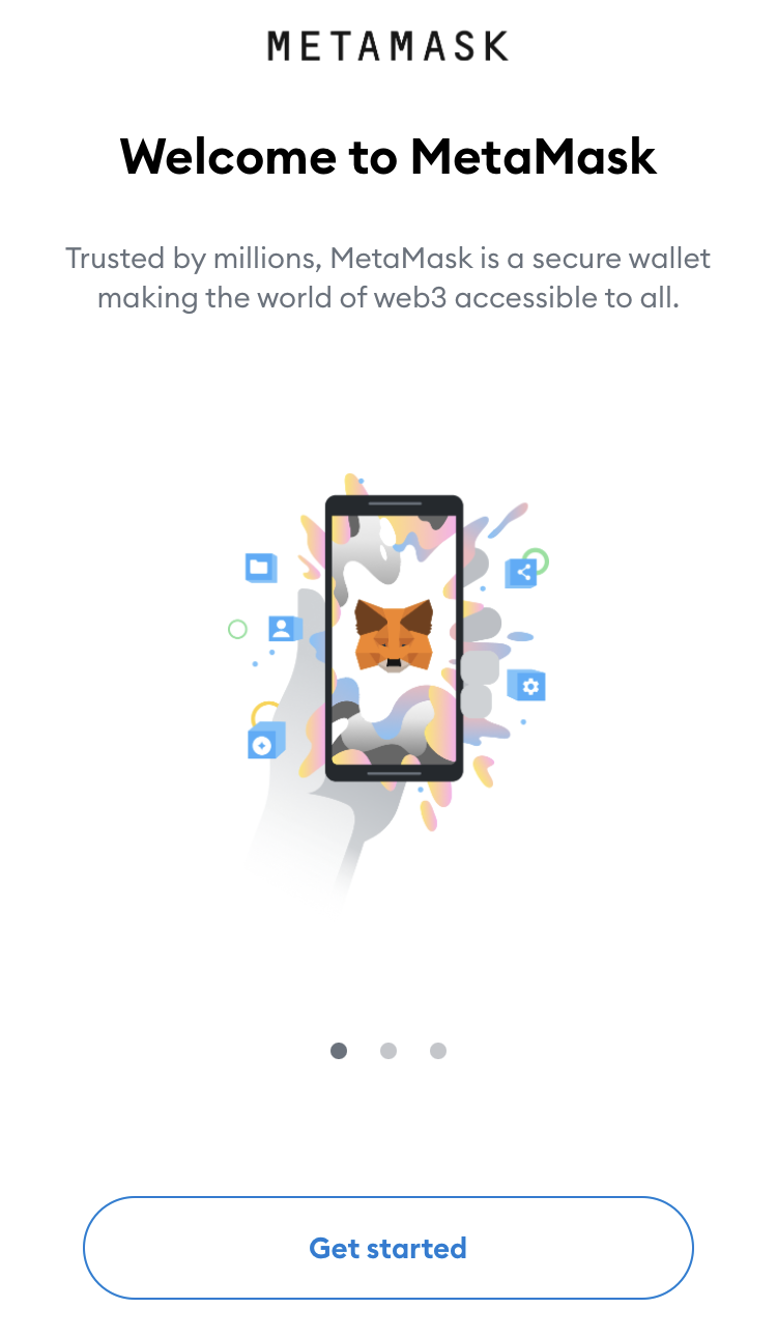 METAMASK
Welcome to MetaMask
Trusted by millions, MetaMask is a secure wallet
making the world of web3 accessible to all.
Get started